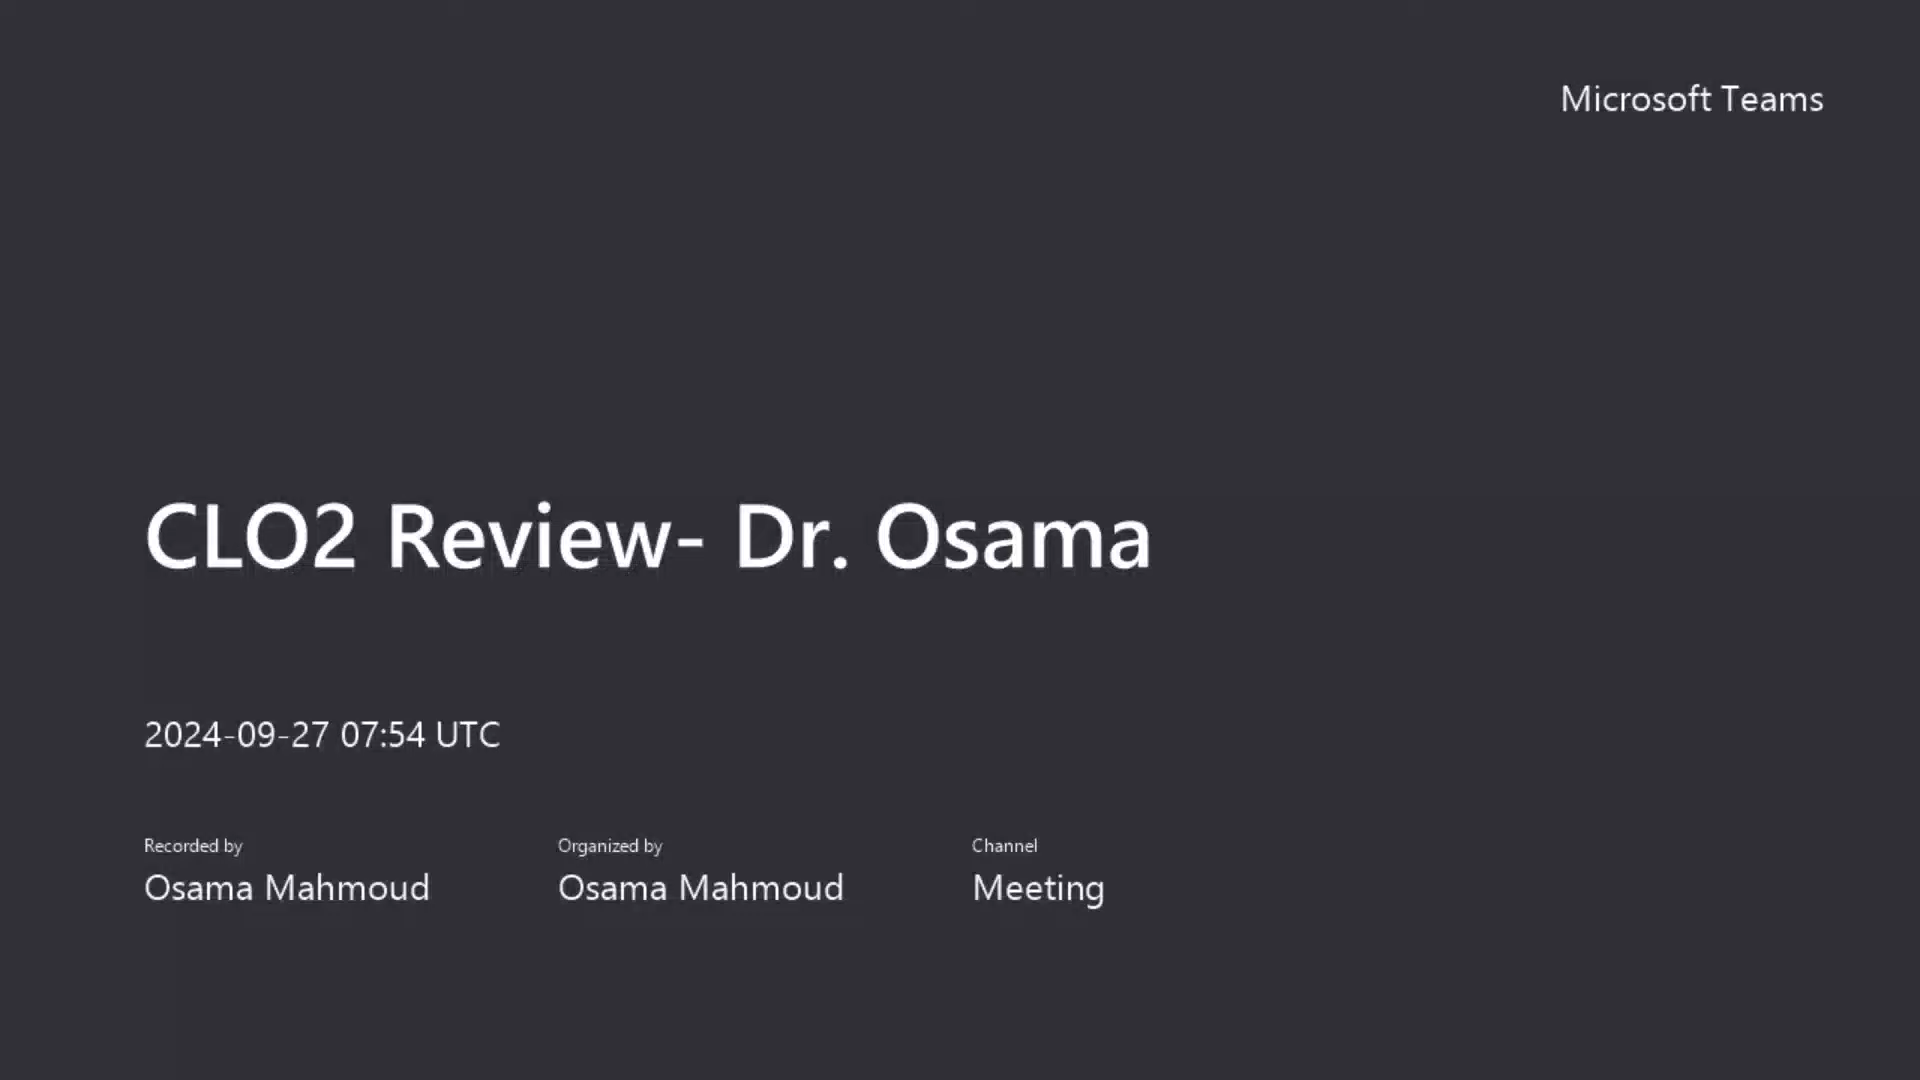 Microsoft Teams
CLO2 Review- Dr. Osama
2024-09-27 07:54 UTC
Recorded by
Osama Mahmoud
Organized by
Osama Mahmoud
Channel
Meeting